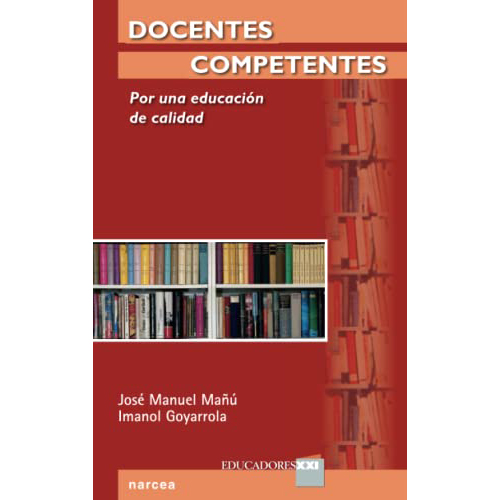 DOCENTES
COMPETENTES
Por una educación
de calidad
José Manuel Mañú
Imanol Goyarrola
EDUCADORES XXI
narcea